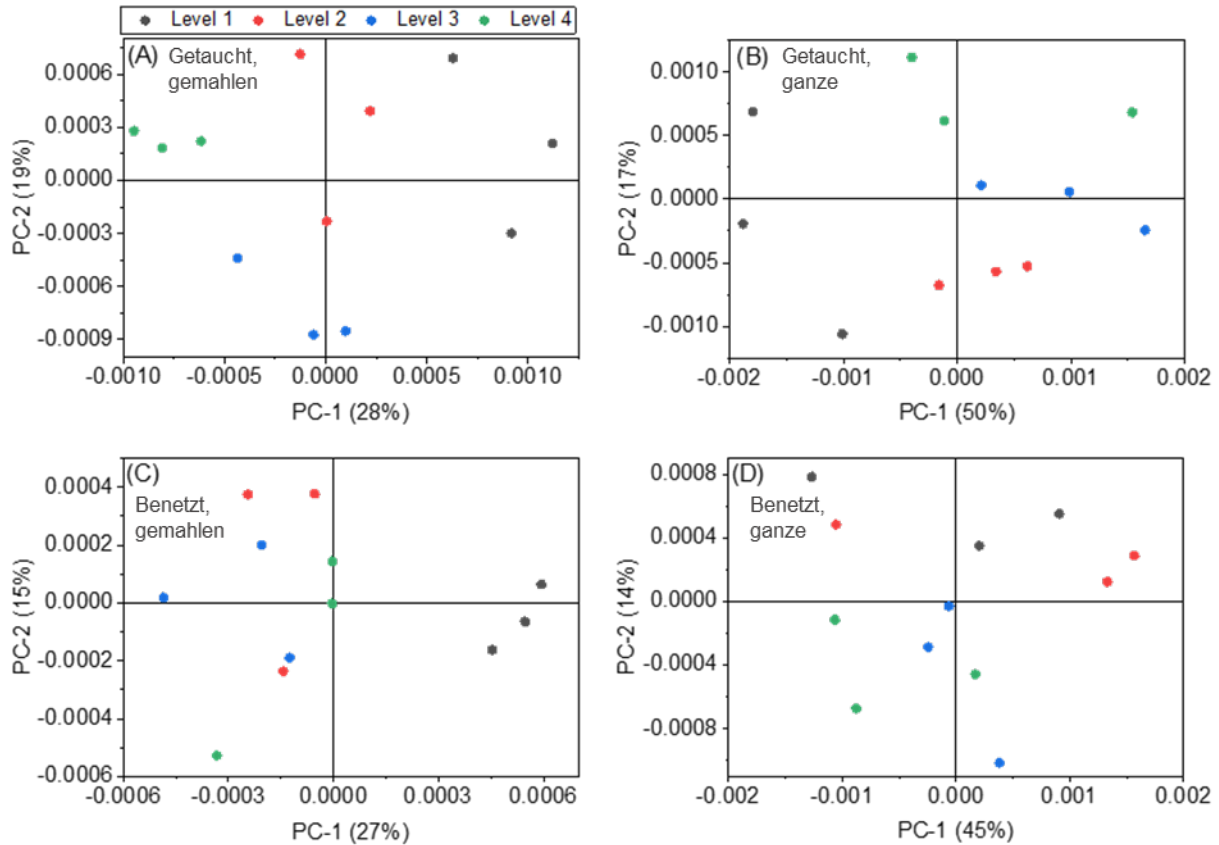 Level 1 Level 2 Level 3 Level 4
(A) Getaucht,
gemahlen
0.0006
0.0003
0.0000
-0.0003
-0.0006
-0.0009
PC-2 (19%)
-0.0010 -0.0005 0.0000 0.0005 0.0010
PC-1 (28%)
(B) Getaucht,
ganze
0.0010
0.0005
0.0000
-0.0005
-0.0010
PC-2 (17%)
-0.002 -0.001 0.000 0.001 0.002
PC-1 (50%)
(C)
Benetzt,
gemahlen
0.0004
0.0002
0.0000
-0.0002
-0.0004
-0.0006
PC-2 (15%)
-0.0006 -0.0003 0.0000 0.0003 0.0006
PC-1 (27%)
(D)
Benetzt,
ganze
0.0008
0.0004
0.0000
-0.0004
-0.0008
PC-2 (14%)
-0.002 -0.001 0.000 0.001 0.002
PC-1 (45%)